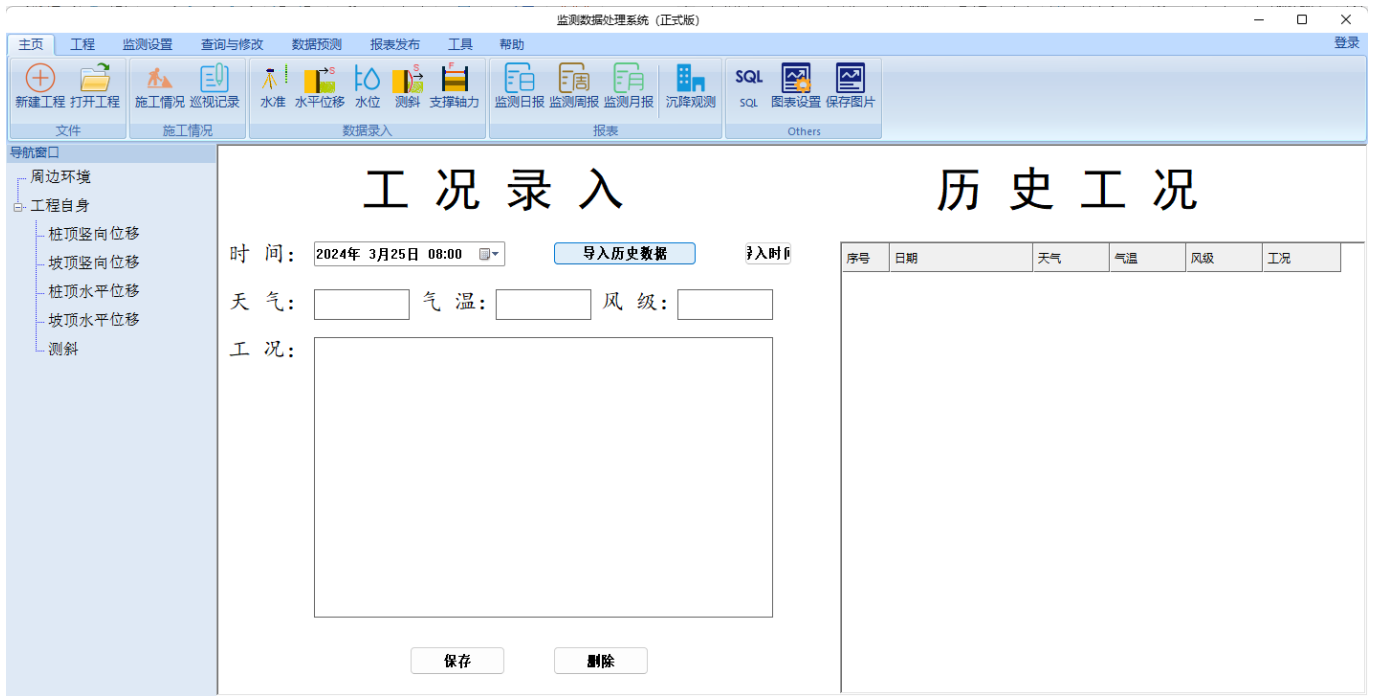 监测数据处理系统（正式版）
主页 工程 监测设置 查询与修改 数据预测 报表发布 工具 帮助 登录
S S F SQL
新建工程 打开工程 施工情况 巡视记录 水准 水平位移 水位 测斜 支撑轴力 监测日报 监测周报 监测月报 沉降观测 SQL 图表设置 保存图片
文件 施工情况 数据录入 报表 Others
导航窗口
周边环境
工程自身
桩顶竖向位移
坡顶竖向位移
桩顶水平位移
坡顶水平位移
测斜
工 况 录 入
时 间： 2024年 3月25日 08:00 导入历史数据 入时
天 气： 气 温： 风 级：
工 况：
保存 删除
历 史 工 况
序号 日期 天气 气温 风级 工况